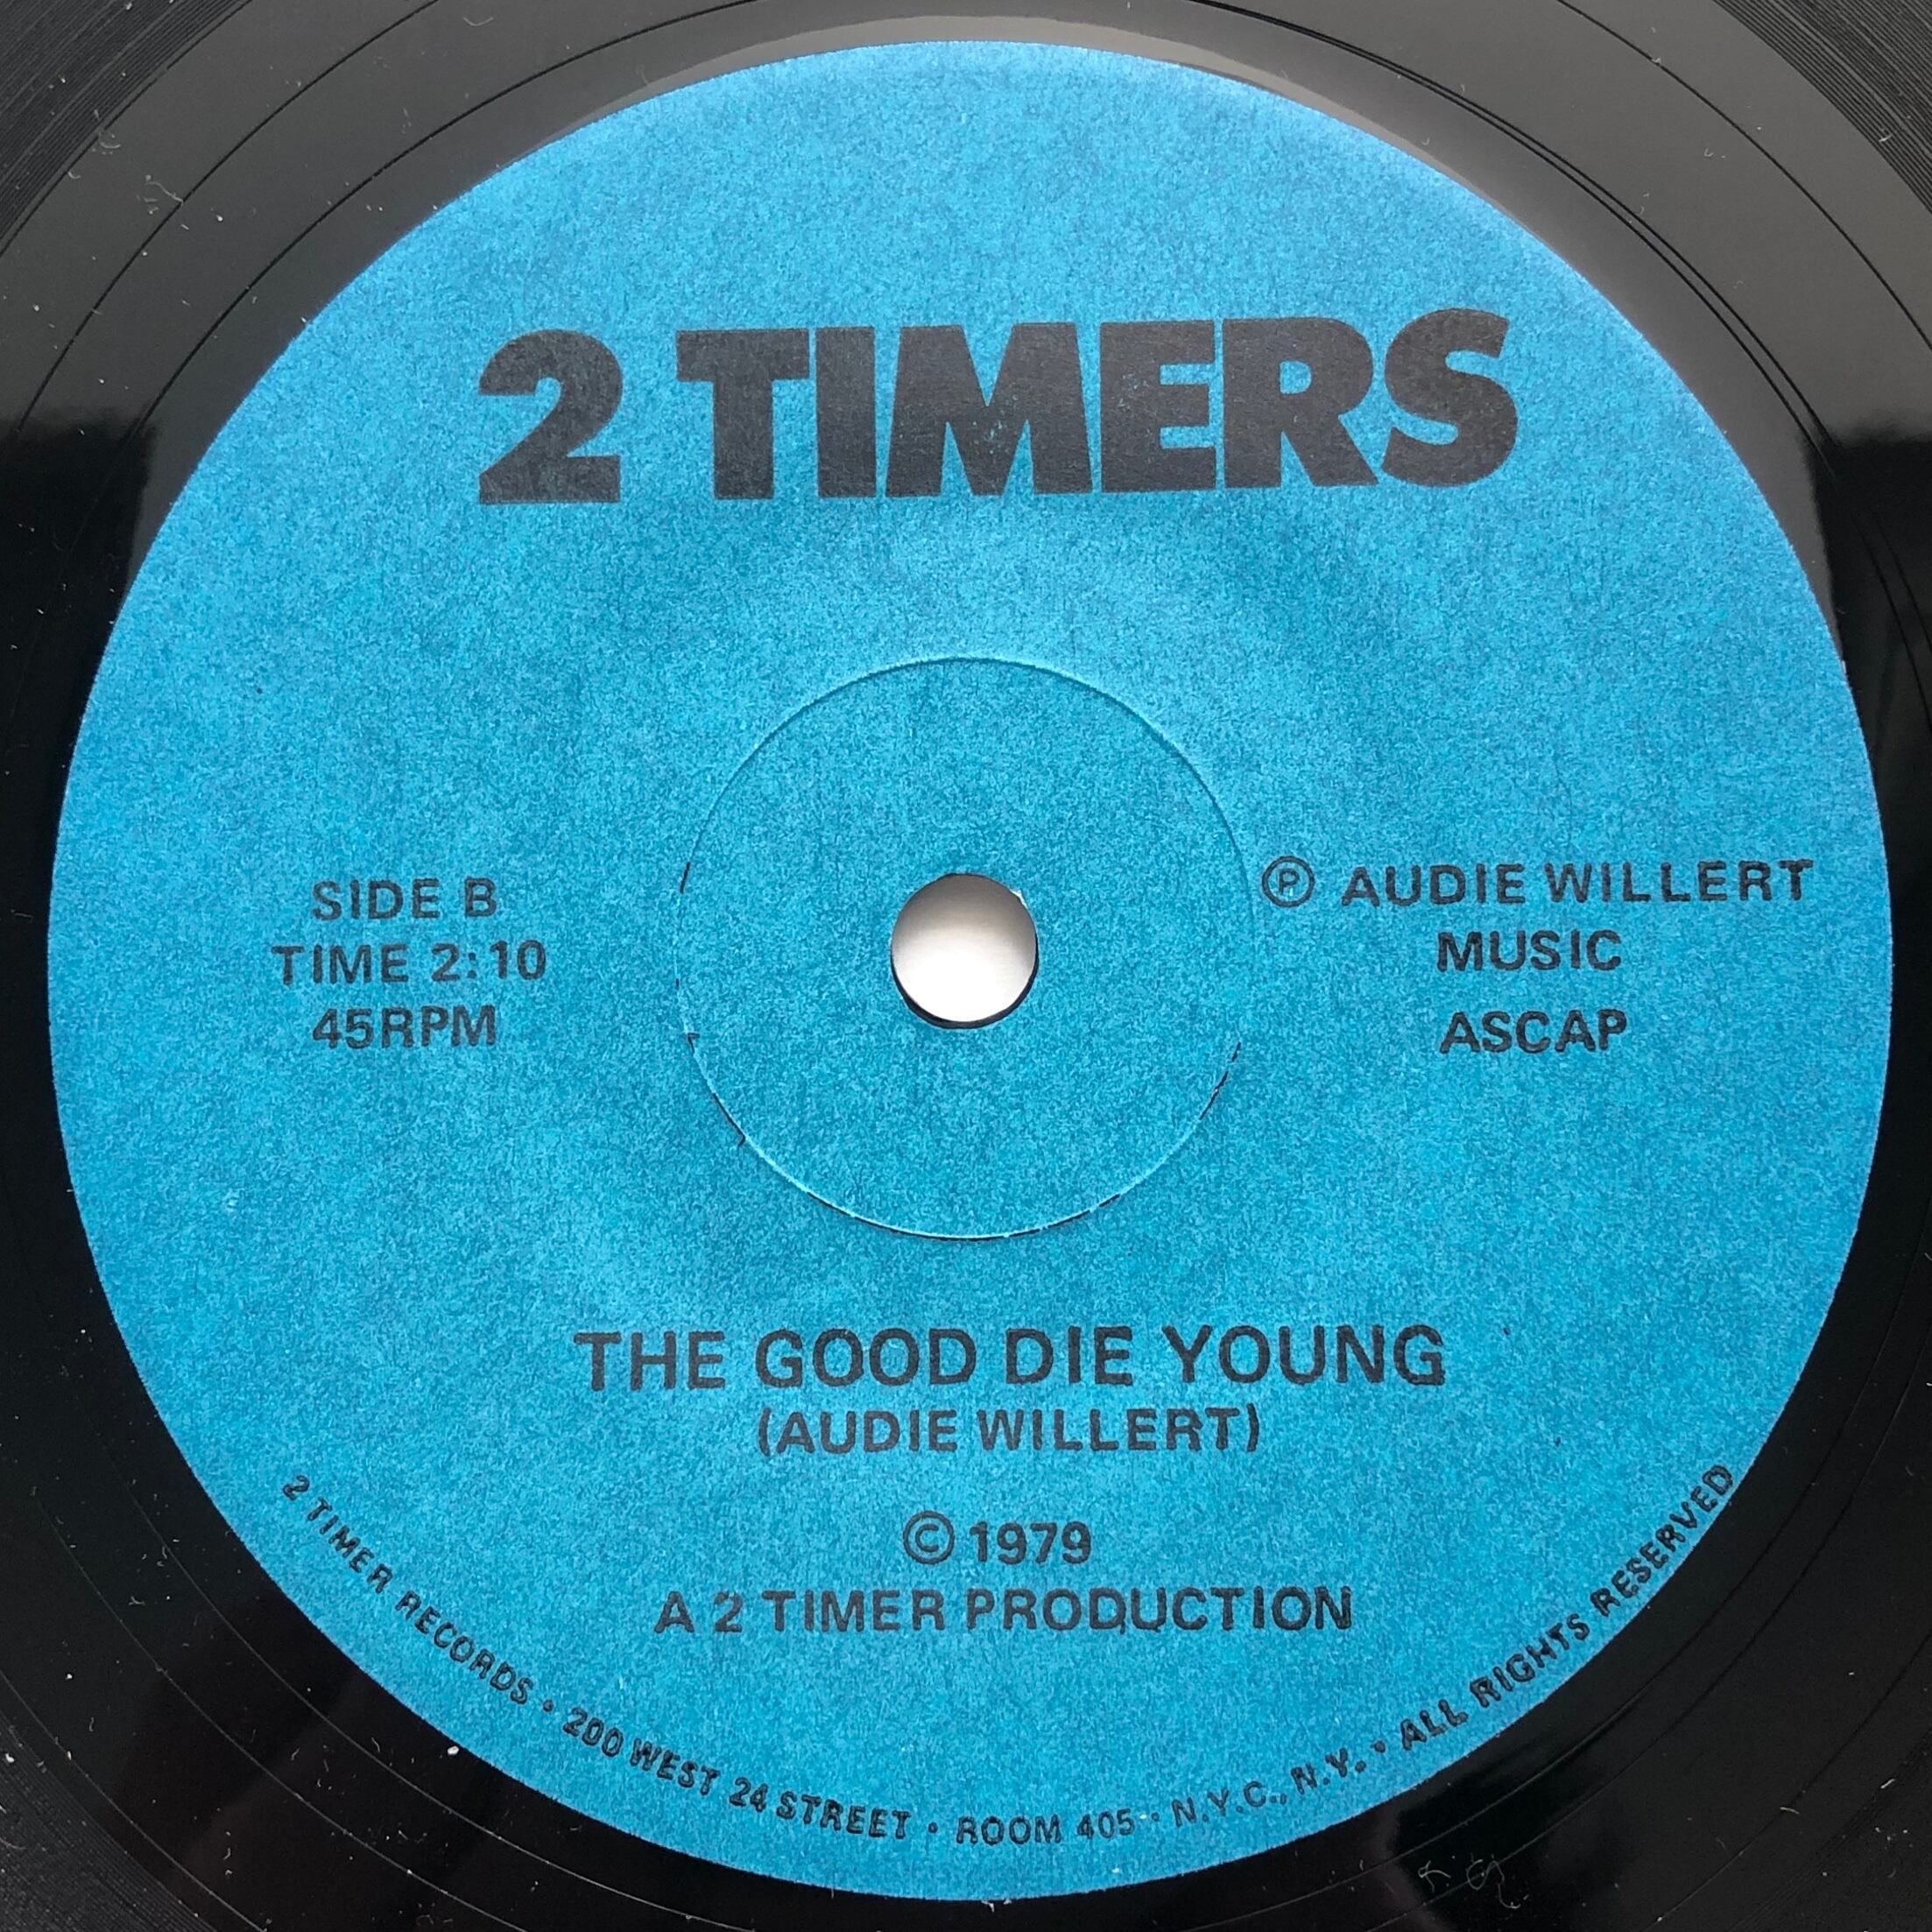 2 TIMERS
SIDE B
TIME 2:10
45RPM
Ⓟ AUDIE WILLERT
MUSIC
ASCAP
THE GOOD DIE YOUNG
(AUDIE WILLERT)
© 1979
A 2 TIMER PRODUCTION
2 TIMER RECORDS • 200 WEST 24 STREET • ROOM 405 • N.Y.C., N.Y. • ALL RIGHTS RESERVED